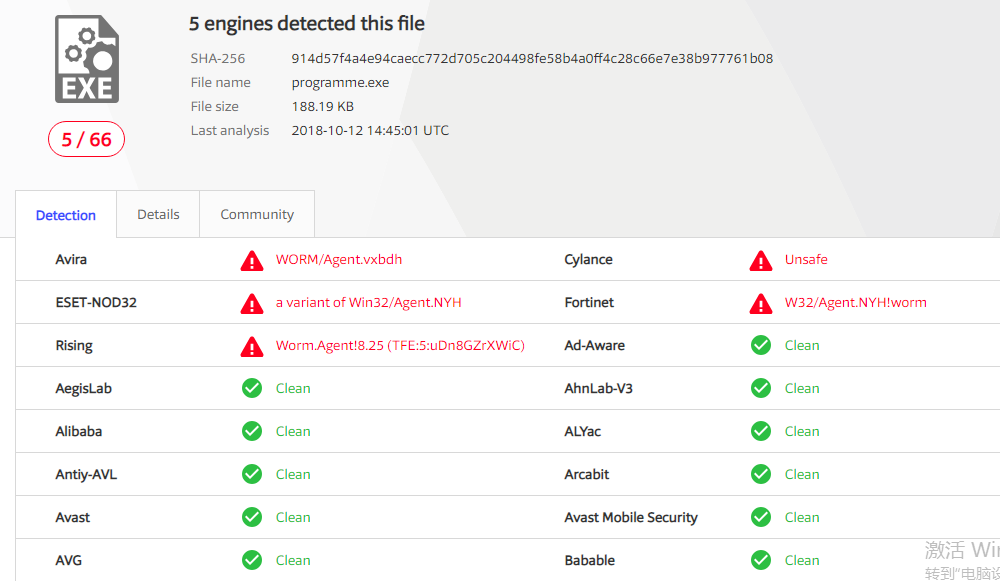 5 engines detected this file
SHA-256 914d57f4a4e94caecc772d705c204498fe58b4a0ff4c28c66e7e38b977761b08
File name programme.exe
File size 188.19 KB
Last analysis 2018-10-12 14:45:01 UTC
EXE
5 / 66
Detection Details Community
Avira WORM/Agent.vxbdh Cylance Unsafe
ESET-NOD32 a variant of Win32/Agent.NYH Fortinet W32/Agent.NYH!worm
Rising Worm.Agent!8.25 (TFE:5:uDn8GZrXWiC) Ad-Aware Clean
AegisLab Clean AhnLab-V3 Clean
Alibaba Clean ALYac Clean
Antiy-AVL Clean Arcabit Clean
Avast Clean Avast Mobile Security Clean
AVG Clean Babable Clean
激活 Win
转到"电脑设